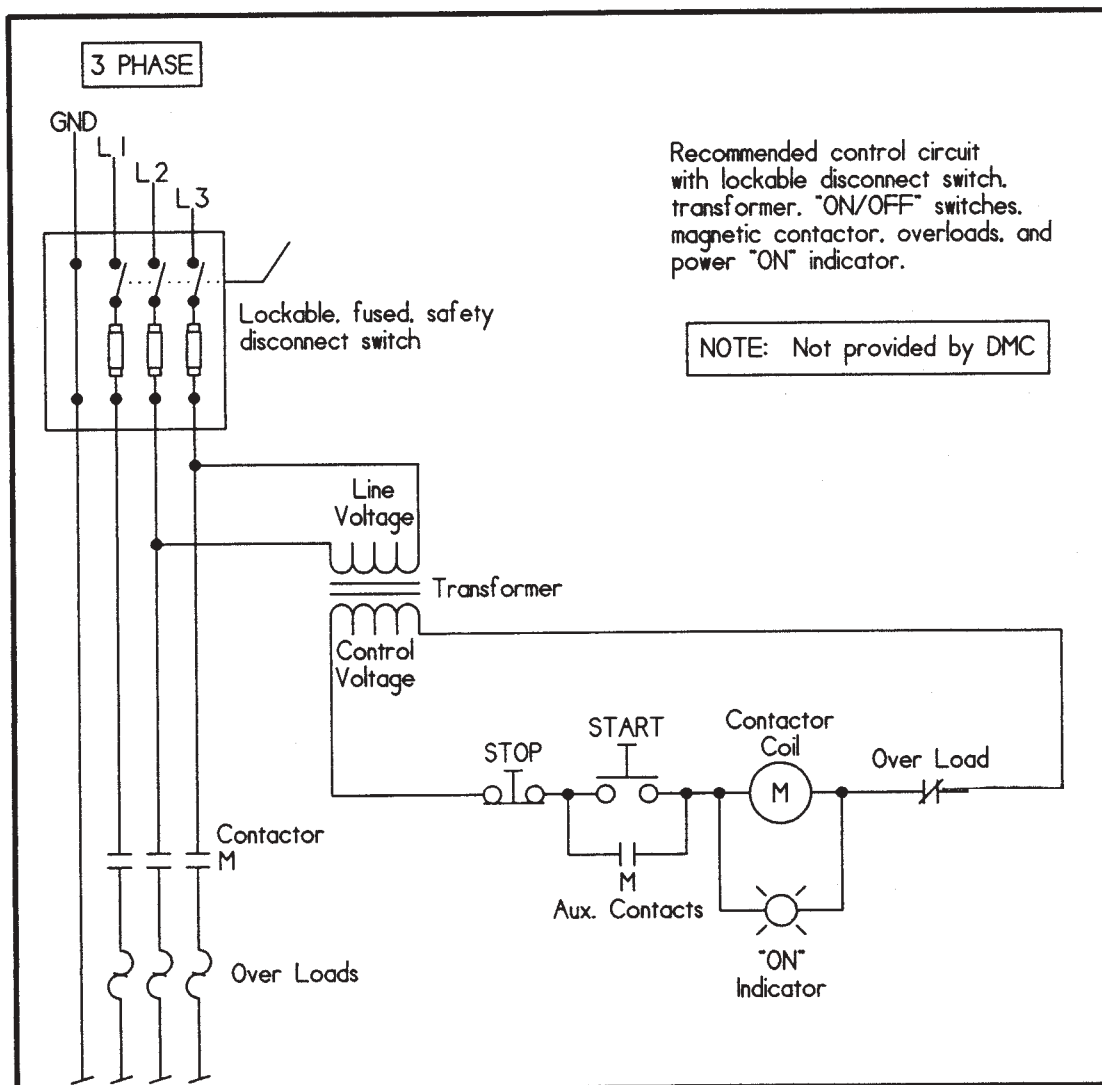 3 PHASE
GND
L1
L2
L3
Recommended control circuit
with lockable disconnect switch,
transformer, "ON/OFF" switches,
magnetic contactor, overloads, and
power "ON" indicator.
Lockable, fused, safety
disconnect switch
NOTE: Not provided by DMC
Line
Voltage
Transformer
Control
Voltage
STOP
START
Contactor
Coil
M
Over Load
Contactor
M
M
Aux. Contacts
Over Loads
"ON"
Indicator